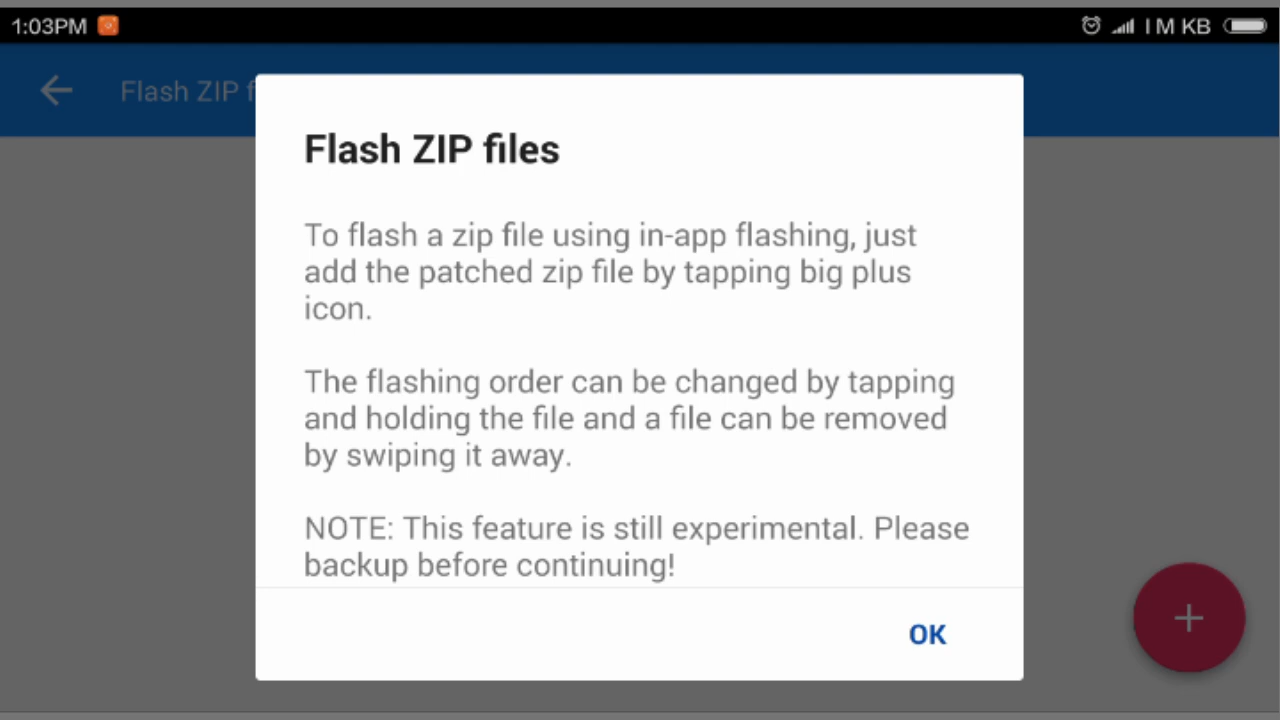 1:03PM
I M KB
Flash ZIP f
Flash ZIP files
To flash a zip file using in-app flashing, just
add the patched zip file by tapping big plus
icon.
The flashing order can be changed by tapping
and holding the file and a file can be removed
by swiping it away.
NOTE: This feature is still experimental. Please
backup before continuing!
OK